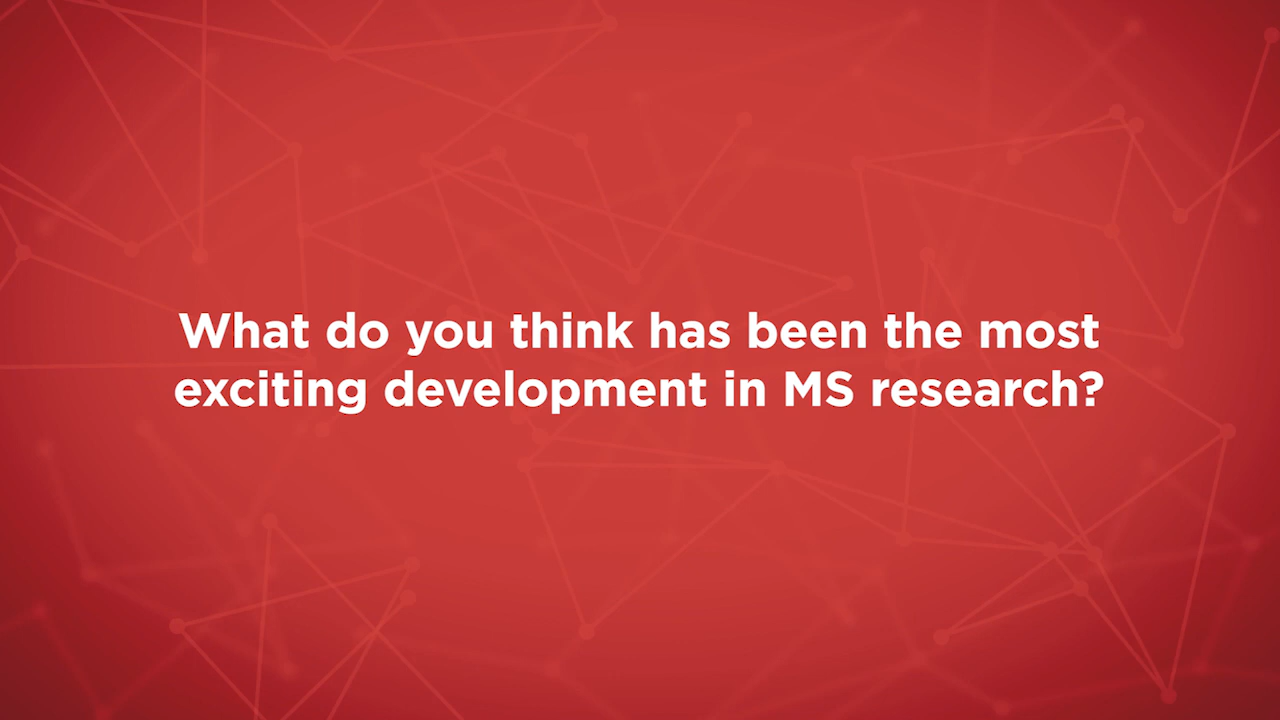 What do you think has been the most
exciting development in MS research?